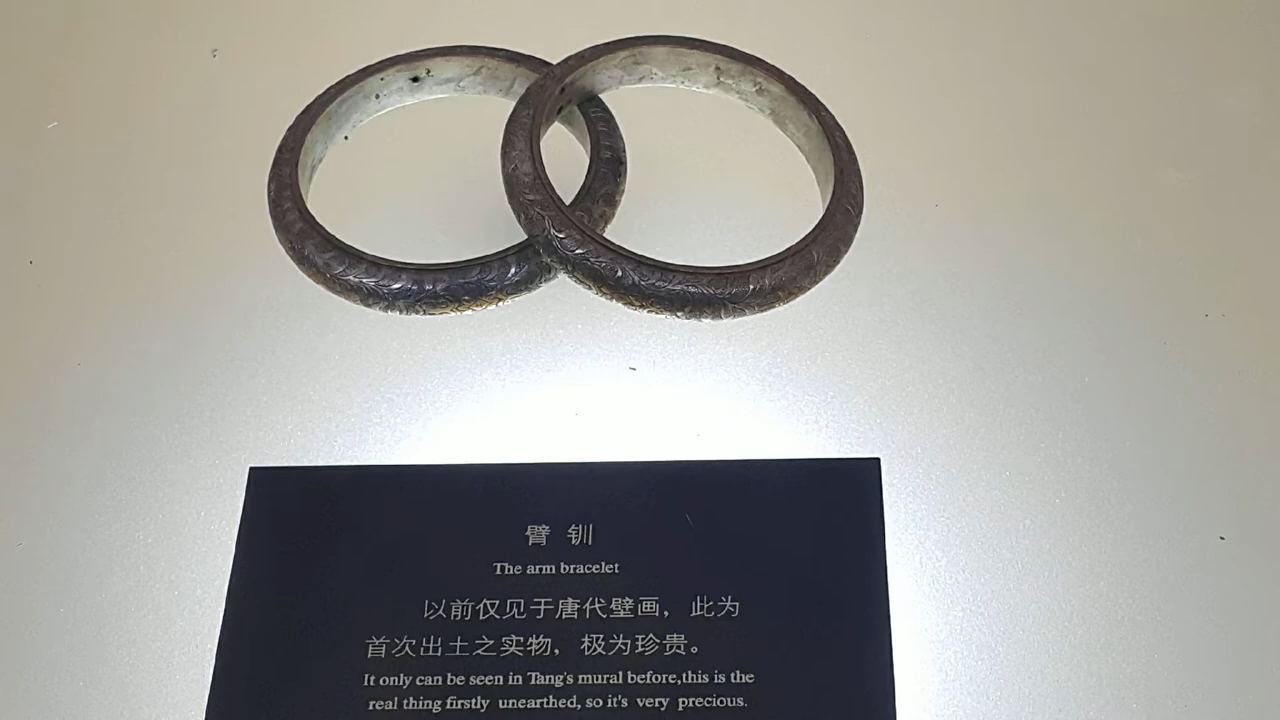 臂 钏
The arm bracelet
以前仅见于唐代壁画，此为
首次出土之实物，极为珍贵。
It only can be seen in Tang's mural before,this is the
real thing firstly unearthed, so it's very precious.